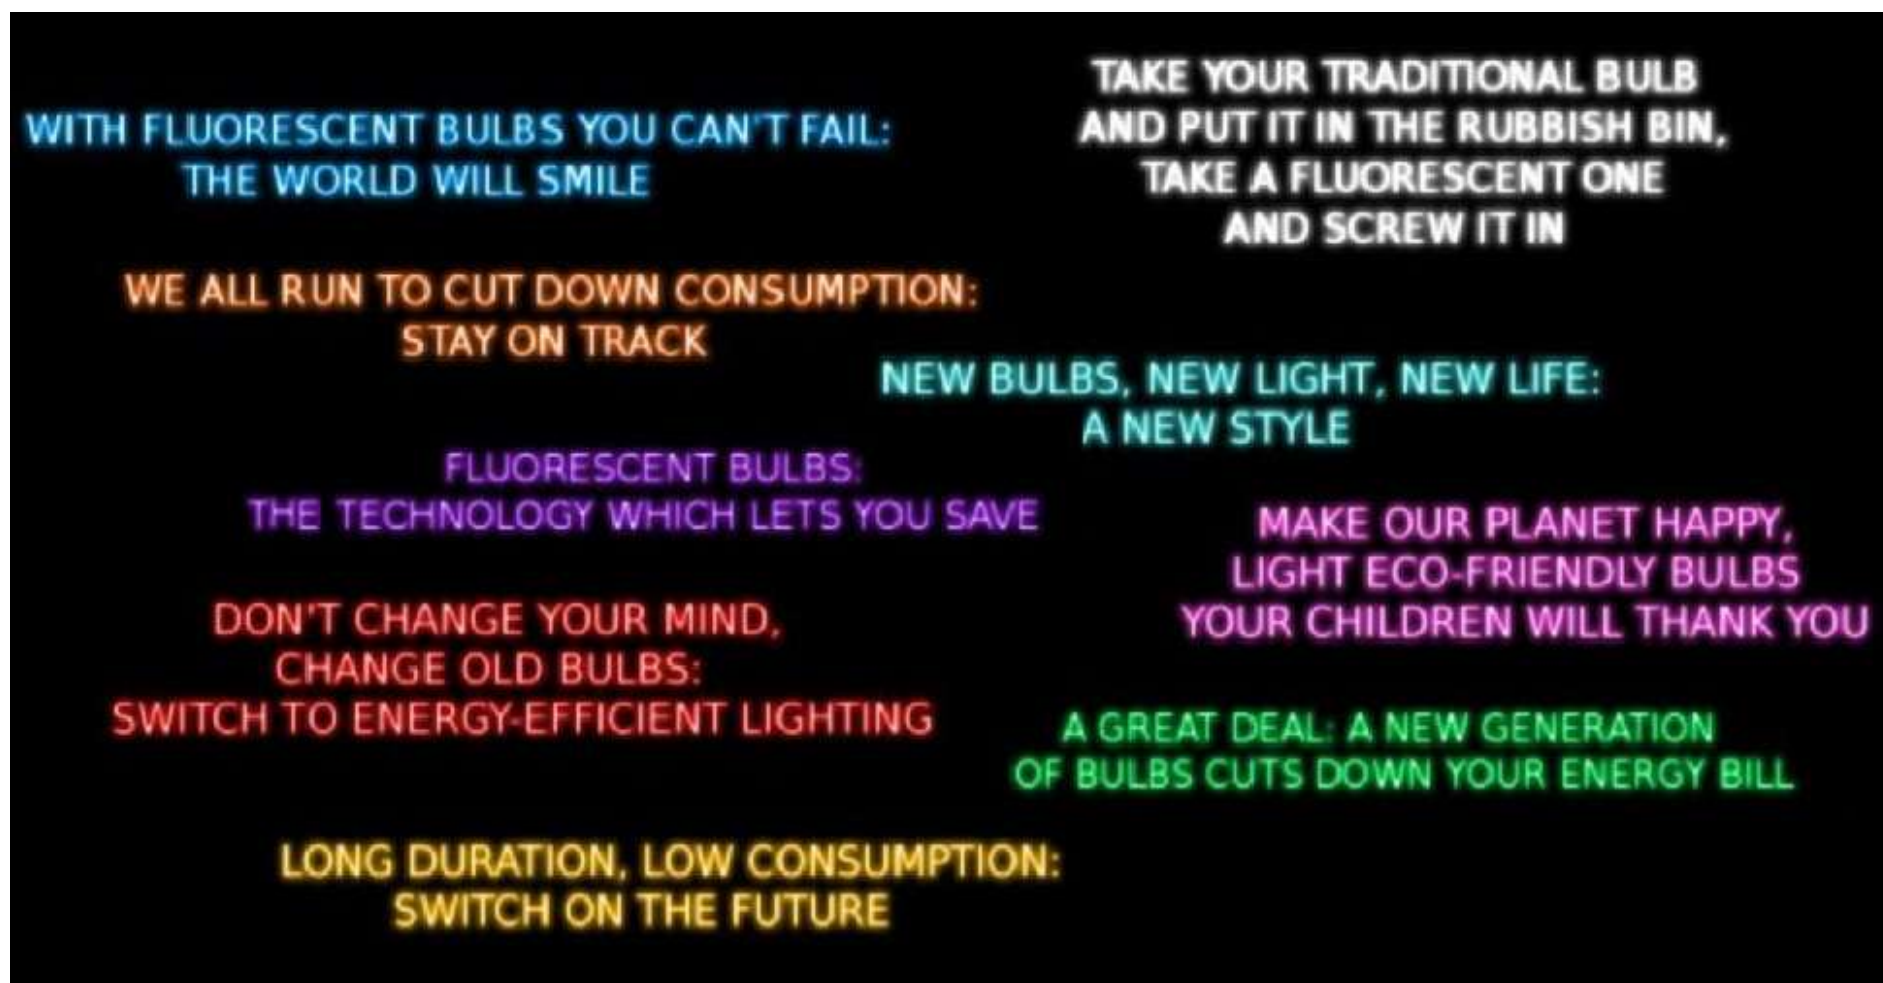 WITH FLUORESCENT BULBS YOU CAN'T FAIL:
THE WORLD WILL SMILE
TAKE YOUR TRADITIONAL BULB
AND PUT IT IN THE RUBBISH BIN,
TAKE A FLUORESCENT ONE
AND SCREW IT IN
WE ALL RUN TO CUT DOWN CONSUMPTION:
STAY ON TRACK
NEW BULBS, NEW LIGHT, NEW LIFE:
A NEW STYLE
FLUORESCENT BULBS:
THE TECHNOLOGY WHICH LETS YOU SAVE
MAKE OUR PLANET HAPPY,
LIGHT ECO-FRIENDLY BULBS
YOUR CHILDREN WILL THANK YOU
DON'T CHANGE YOUR MIND,
CHANGE OLD BULBS:
SWITCH TO ENERGY-EFFICIENT LIGHTING
A GREAT DEAL: A NEW GENERATION
OF BULBS CUTS DOWN YOUR ENERGY BILL
LONG DURATION, LOW CONSUMPTION:
SWITCH ON THE FUTURE